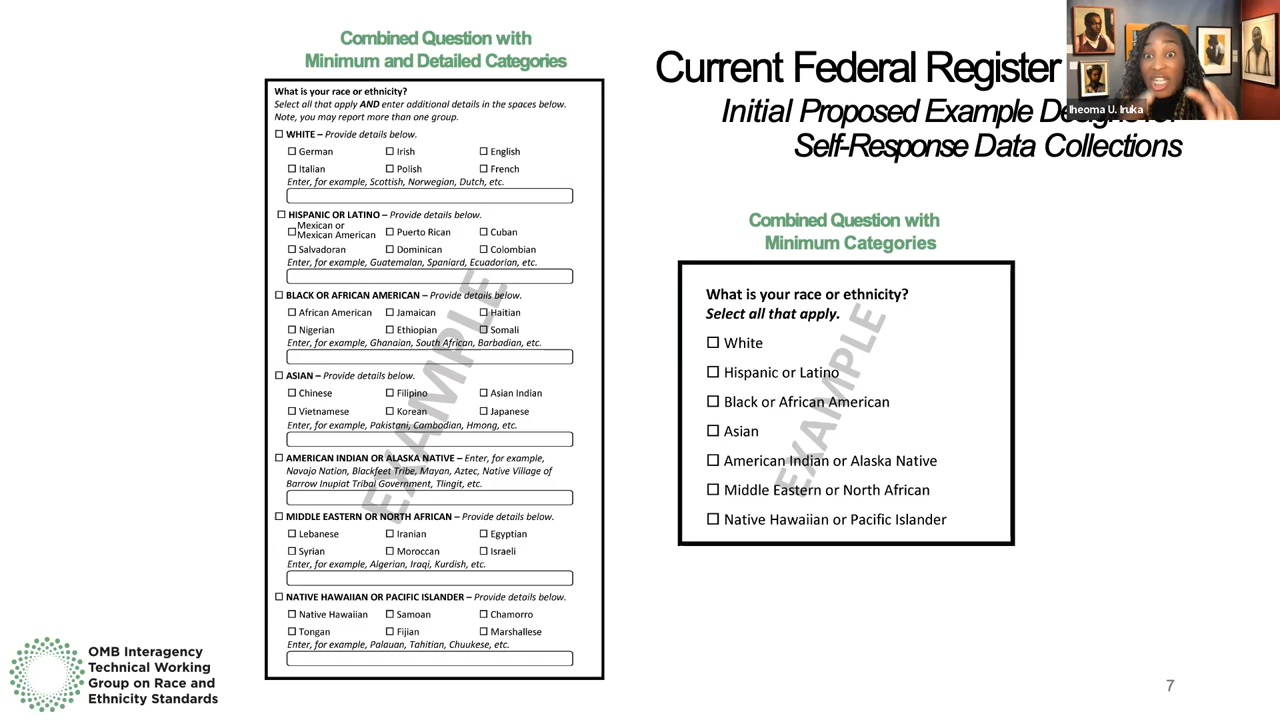 Combined Question with
Minimum and Detailed Categories
What is your race or ethnicity?
Select all that apply AND enter additional details in the spaces below.
Note, you may report more than one group.
WHITE – Provide details below.
German Irish English
Italian Polish French
Enter, for example, Scottish, Norwegian, Dutch, etc.
HISPANIC OR LATINO – Provide details below.
Mexican or
Mexican American Puerto Rican Cuban
Salvadoran Dominican Colombian
Enter, for example, Guatemalan, Spaniard, Ecuadorian, etc.
BLACK OR AFRICAN AMERICAN – Provide details below.
African American Jamaican Haitian
Nigerian Ethiopian Somali
Enter, for example, Ghanaian, South African, Barbadian, etc.
ASIAN – Provide details below.
Chinese Filipino Asian Indian
Vietnamese Korean Japanese
Enter, for example, Pakistani, Cambodian, Hmong, etc.
AMERICAN INDIAN OR ALASKA NATIVE – Enter, for example,
Navajo Nation, Blackfeet Tribe, Mayan, Aztec, Native Village of
Barrow Inupiat Tribal Government, Tlingit, etc.
MIDDLE EASTERN OR NORTH AFRICAN – Provide details below.
Lebanese Iranian Egyptian
Syrian Moroccan Israeli
Enter, for example, Algerian, Iraqi, Kurdish, etc.
NATIVE HAWAIIAN OR PACIFIC ISLANDER – Provide details below.
Native Hawaiian Samoan Chamorro
Tongan Fijian Marshallese
Enter, for example, Palauan, Tahitian, Chuukese, etc.
EXAMPLE
Current Federal Register
Initial Proposed Example
Self-Response Data Collections
Iheoma U. Iruka
Combined Question with
Minimum Categories
What is your race or ethnicity?
Select all that apply.
White
Hispanic or Latino
Black or African American
Asian
American Indian or Alaska Native
Middle Eastern or North African
Native Hawaiian or Pacific Islander
EXAMPLE
OMB Interagency
Technical Working
Group on Race and
Ethnicity Standards
7